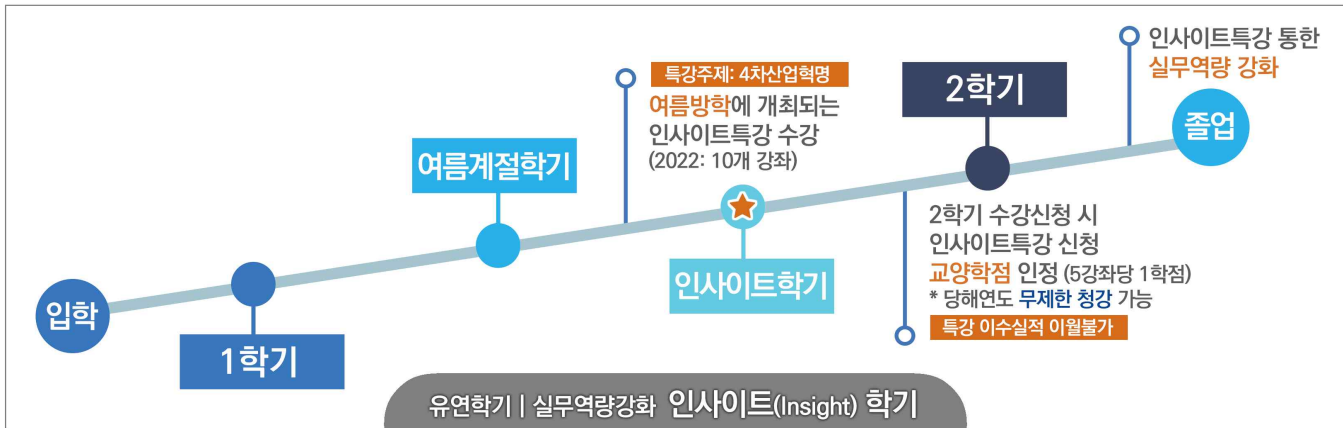 입학
1학기
여름계절학기
특강주제: 4차산업혁명
여름방학에 개최되는
인사이트특강 수강
(2022: 10개 강좌)
인사이트학기
2학기
2학기 수강신청 시
인사이트특강 신청
교양학점 인정 (5강좌당 1학점)
* 당해연도 무제한 청강 가능
특강 이수실적 이월불가
인사이트특강 통한
실무역량 강화
졸업
유연학기 | 실무역량강화 인사이트(Insight) 학기